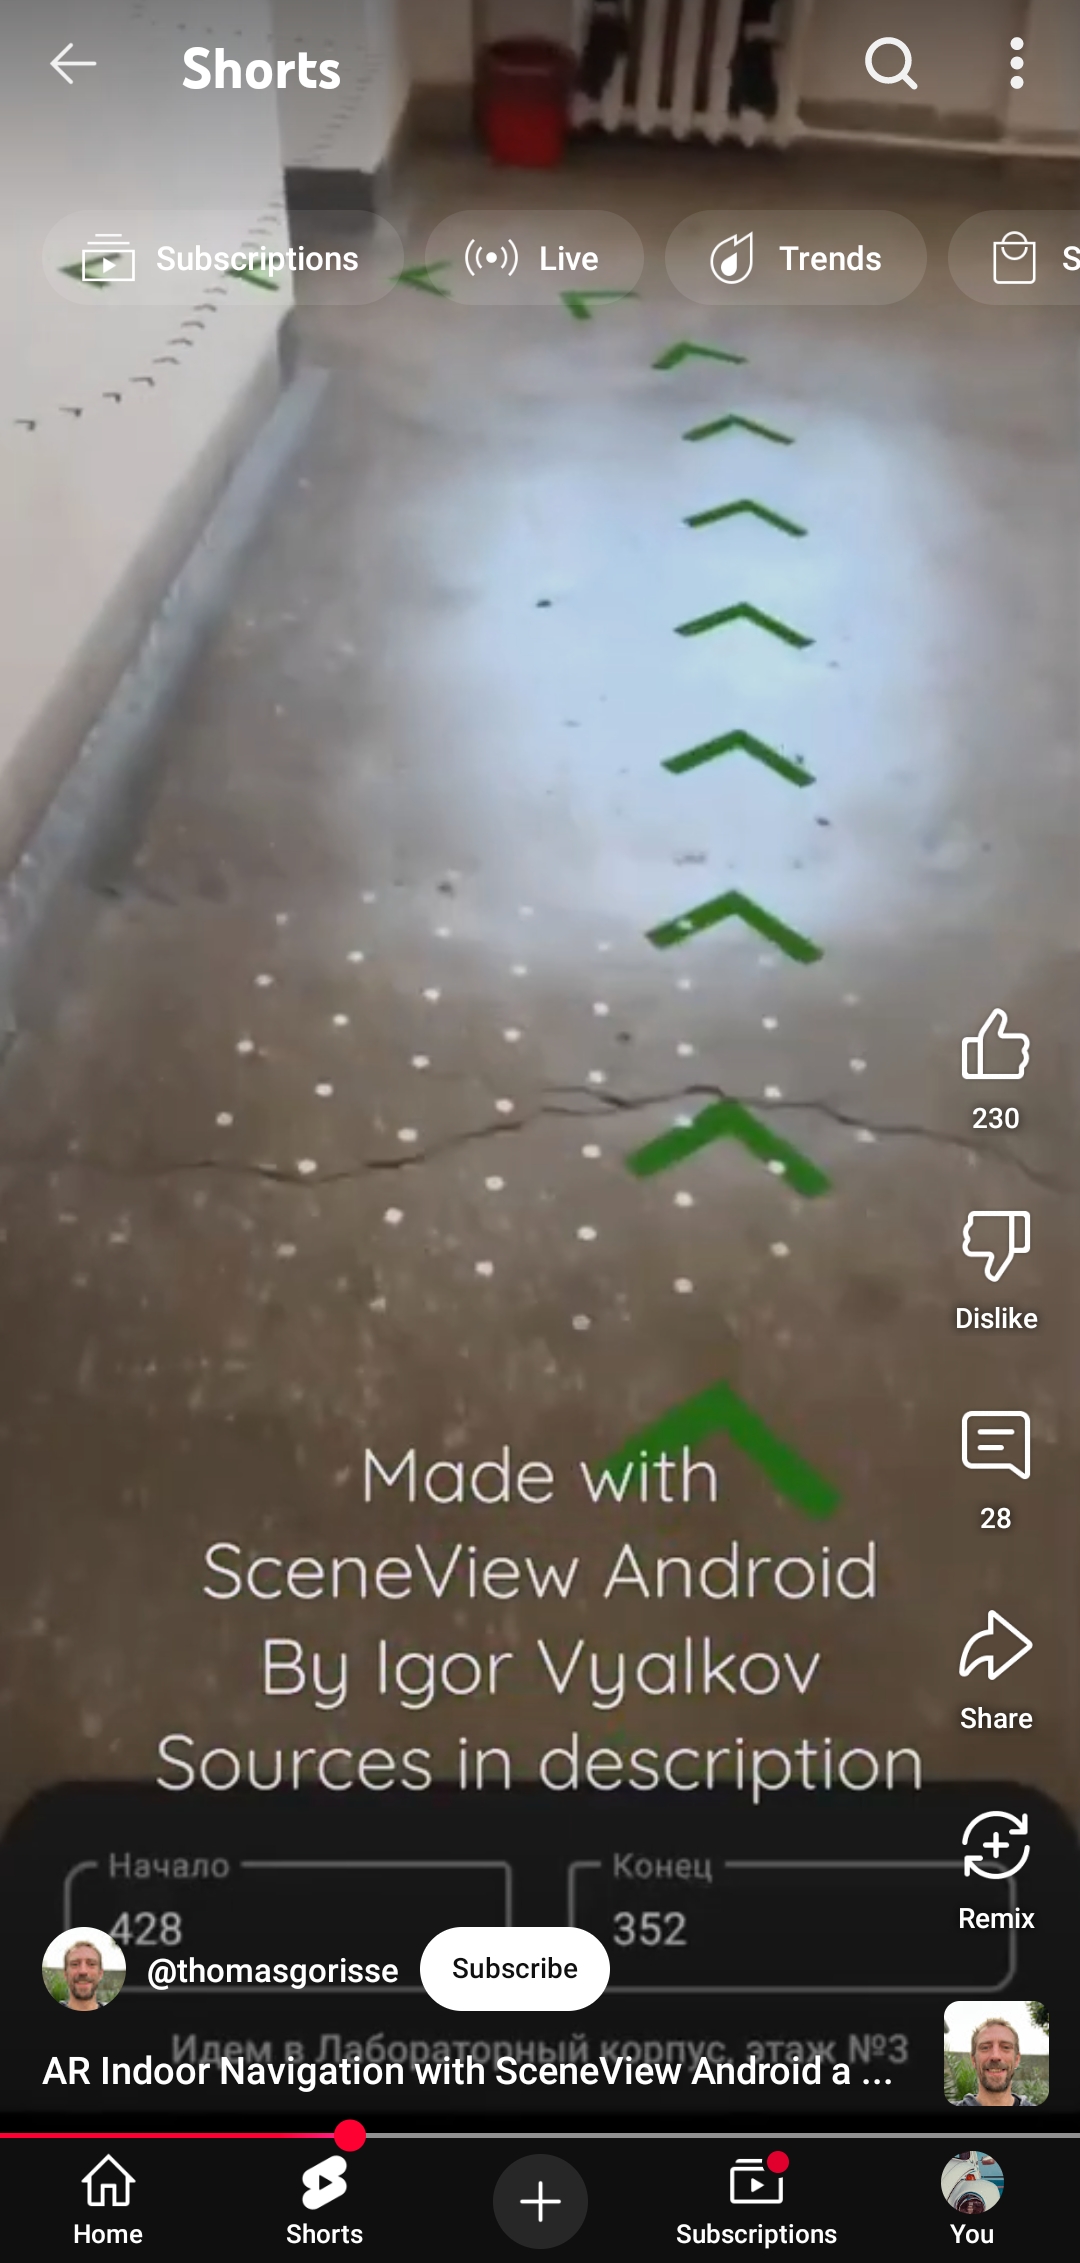 Shorts
Subscriptions
Live
Trends
S
230
Dislike
28
Made with
SceneView Android
By Igor Vyalkov
Sources in description
Share
Remix
Начало
Конец
428
352
@thomasgorisse
Subscribe
Идем в Лабораторный корпус, этаж №3
AR Indoor Navigation with SceneView Android a ...
Home
Shorts
Subscriptions
You